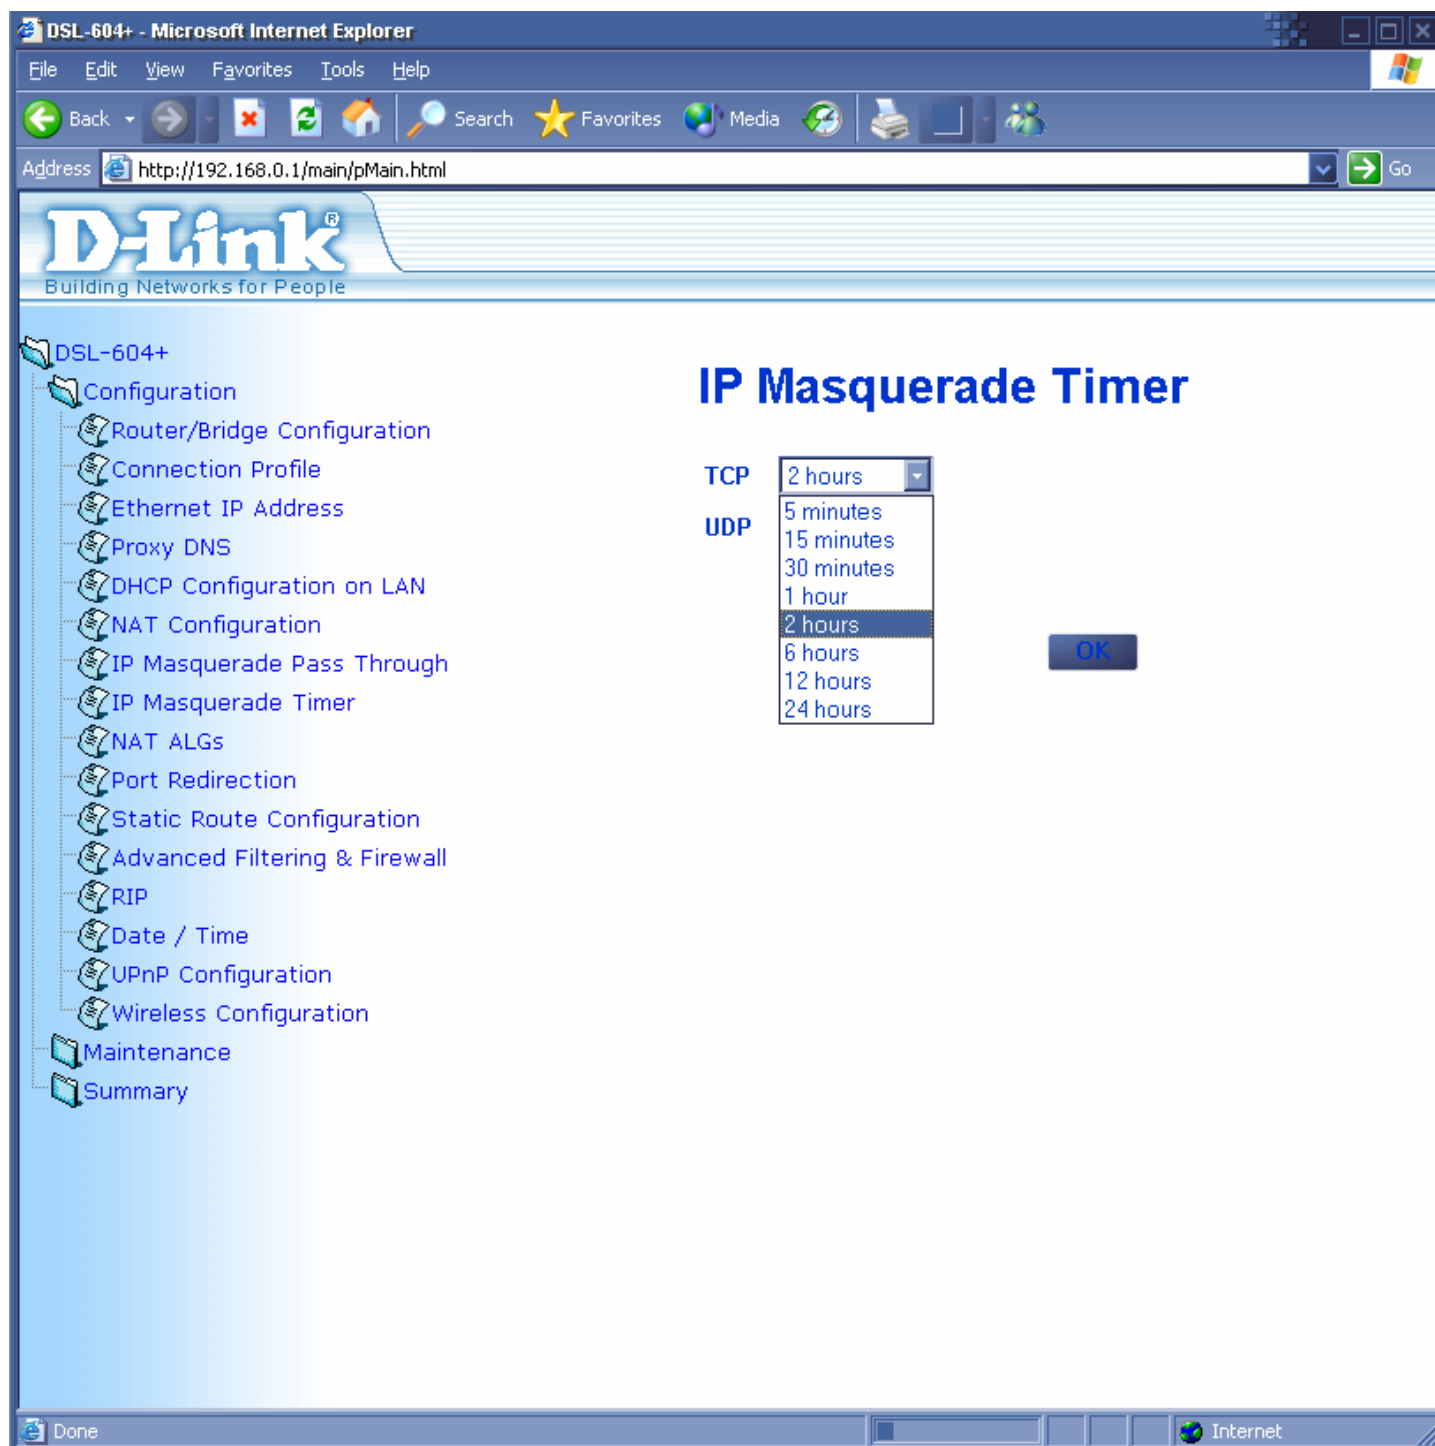 DSL-604+ - Microsoft Internet Explorer
File Edit View Favorites Tools Help
Back Search Favorites Media
Address http://192.168.0.1/main/pMain.html Go
D-Link®
Building Networks for People
DSL-604+
Configuration
Router/Bridge Configuration
Connection Profile
Ethernet IP Address
Proxy DNS
DHCP Configuration on LAN
NAT Configuration
IP Masquerade Pass Through
IP Masquerade Timer
NAT ALGs
Port Redirection
Static Route Configuration
Advanced Filtering & Firewall
RIP
Date / Time
UPnP Configuration
Wireless Configuration
Maintenance
Summary
IP Masquerade Timer
TCP 2 hours
UDP
5 minutes
15 minutes
30 minutes
1 hour
2 hours
6 hours
12 hours
24 hours
OK
Done Internet